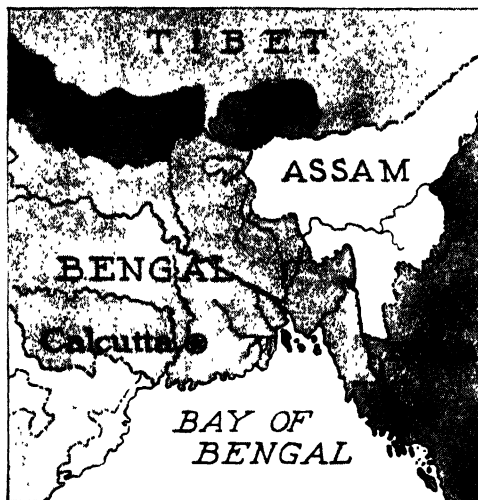 TIBET
ASSAM
BENGAL
Calcutta
BAY OF
BENGAL